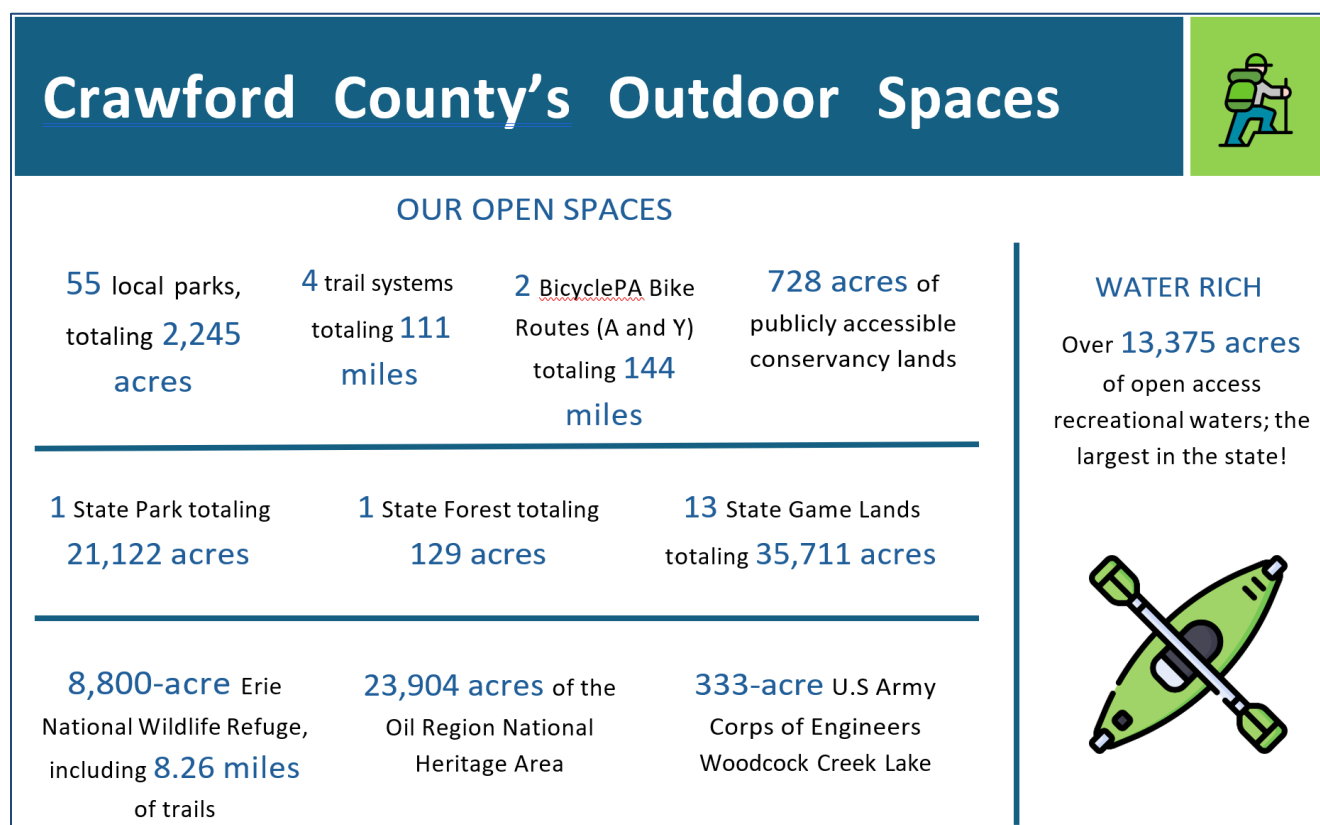 Crawford County's Outdoor Spaces
OUR OPEN SPACES
55 local parks,
totaling 2,245
acres
4 trail systems
totaling 111
miles
2 BicyclePA Bike
Routes (A and Y)
totaling 144
miles
728 acres of
publicly accessible
conservancy lands
1 State Park totaling
21,122 acres
1 State Forest totaling
129 acres
13 State Game Lands
totaling 35,711 acres
8,800-acre Erie
National Wildlife Refuge,
including 8.26 miles
of trails
23,904 acres of the
Oil Region National
Heritage Area
333-acre U.S Army
Corps of Engineers
Woodcock Creek Lake
WATER RICH
Over 13,375 acres
of open access
recreational waters; the
largest in the state!